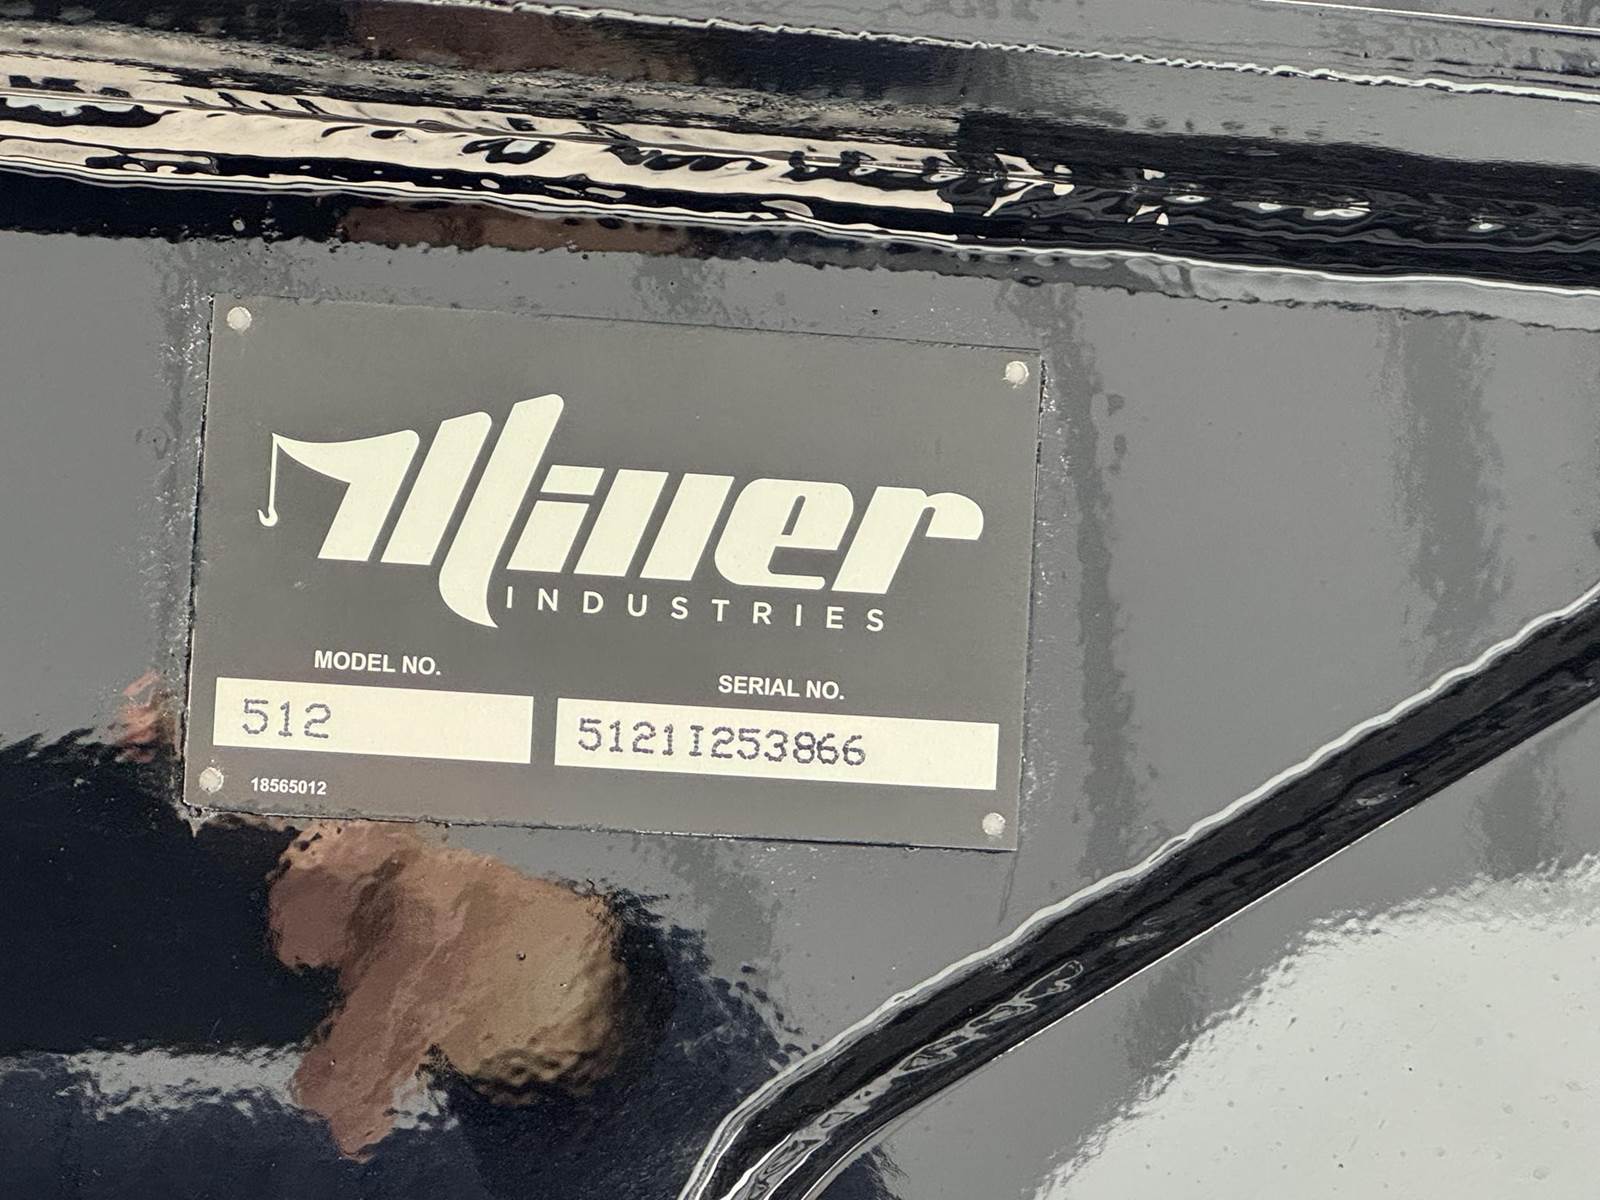 Miller
INDUSTRIES
MODEL NO.
SERIAL NO.
512
5121I253866
18565012